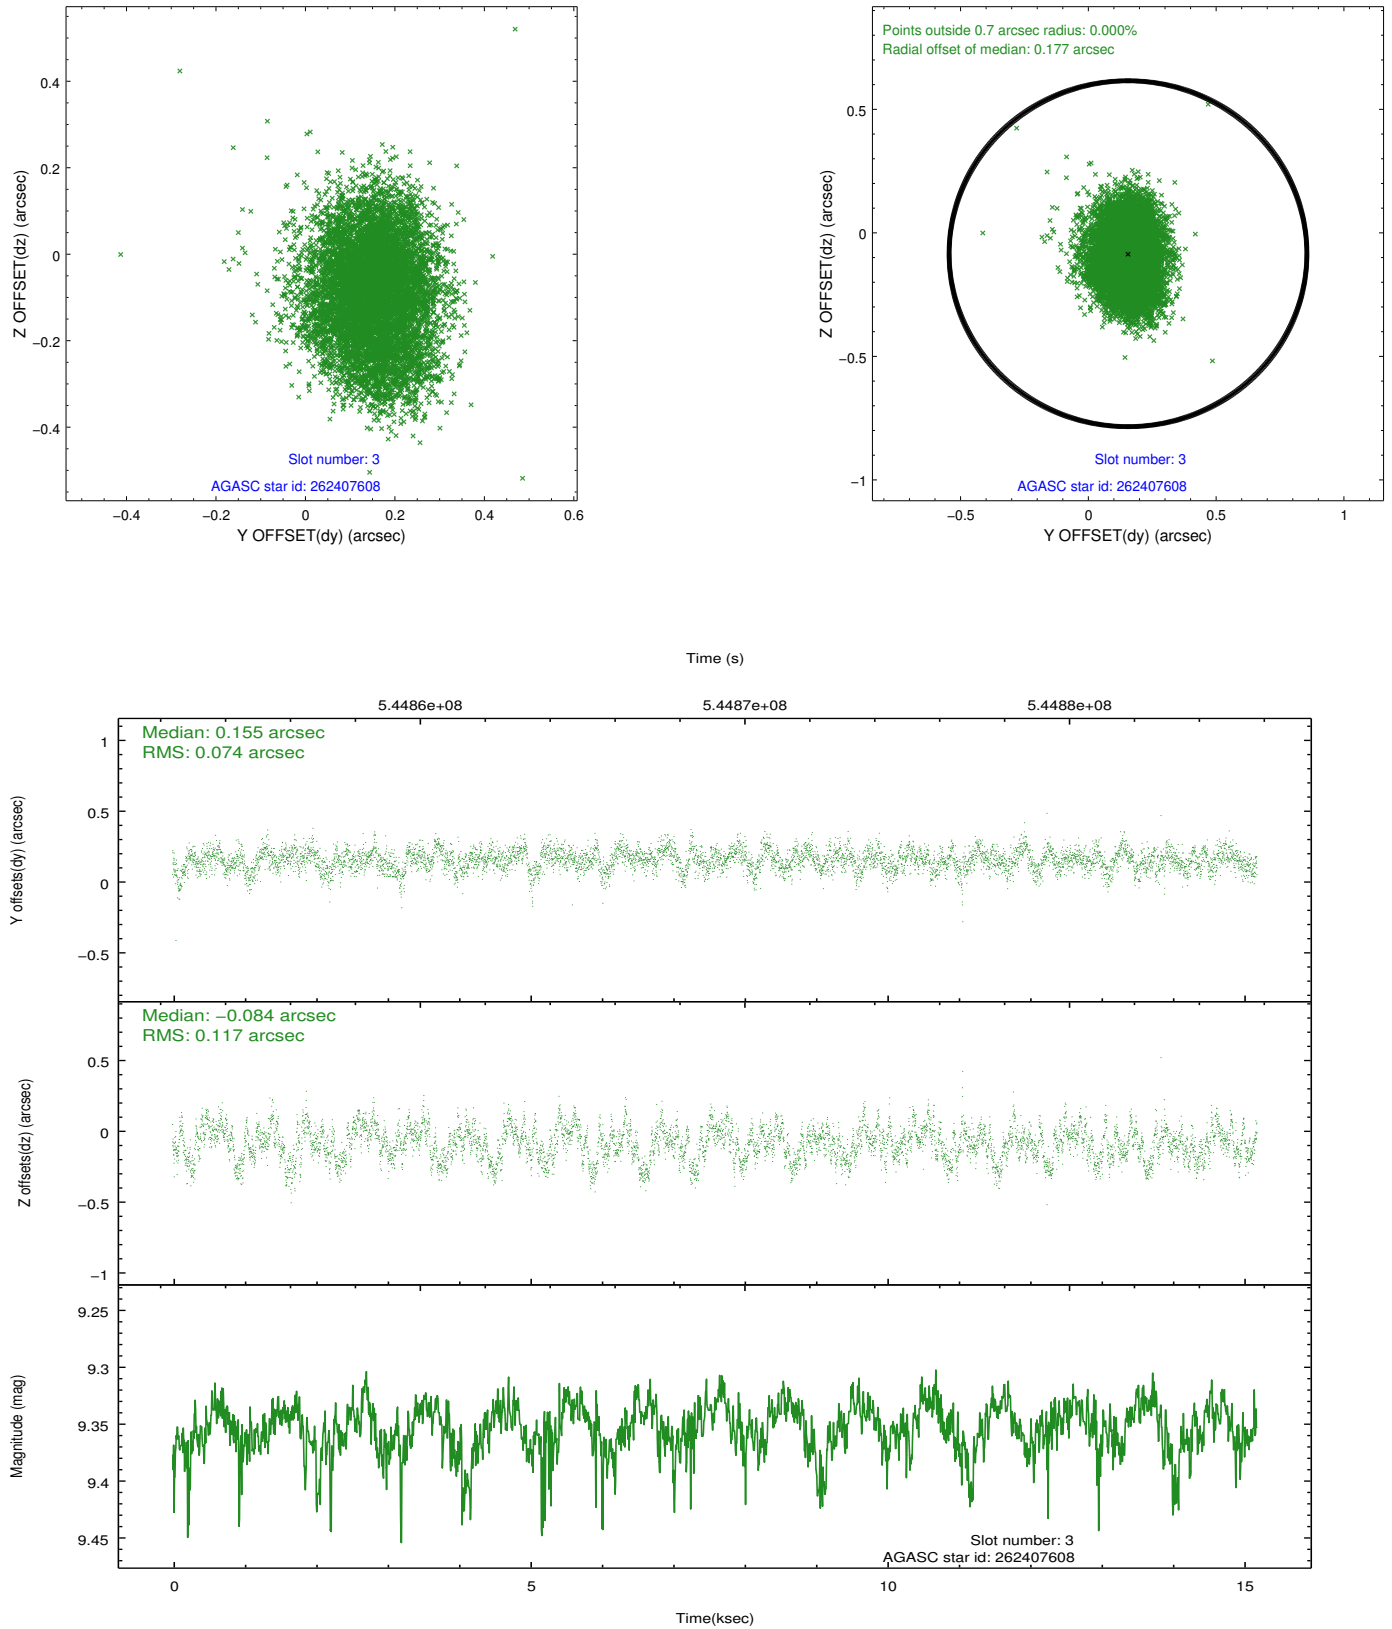 0.4
0.2
0
−0.2
−0.4
Z OFFSET(dz) (arcsec)
Slot number: 3
AGASC star id: 262407608
−0.4 −0.2 0 0.2 0.4 0.6
Y OFFSET(dy) (arcsec)
Points outside 0.7 arcsec radius: 0.000%
Radial offset of median: 0.177 arcsec
0.5
0
−0.5
−1
Z OFFSET(dz) (arcsec)
Slot number: 3
AGASC star id: 262407608
−0.5 0 0.5 1
Y OFFSET(dy) (arcsec)
Time (s)
5.4486e+08 5.4487e+08 5.4488e+08
Median: 0.155 arcsec
RMS: 0.074 arcsec
1
0.5
0
−0.5
Y offsets(dy) (arcsec)
Median: −0.084 arcsec
RMS: 0.117 arcsec
0.5
0
−0.5
−1
Z offsets(dz) (arcsec)
9.25
9.3
9.35
9.4
9.45
Magnitude (mag)
Slot number: 3
AGASC star id: 262407608
0 5 10 15
Time(ksec)